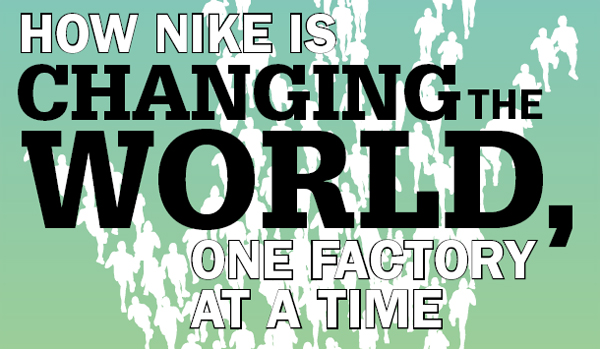 HOW NIKE IS
CHANGING THE
WORLD,
ONE FACTORY
AT A TIME